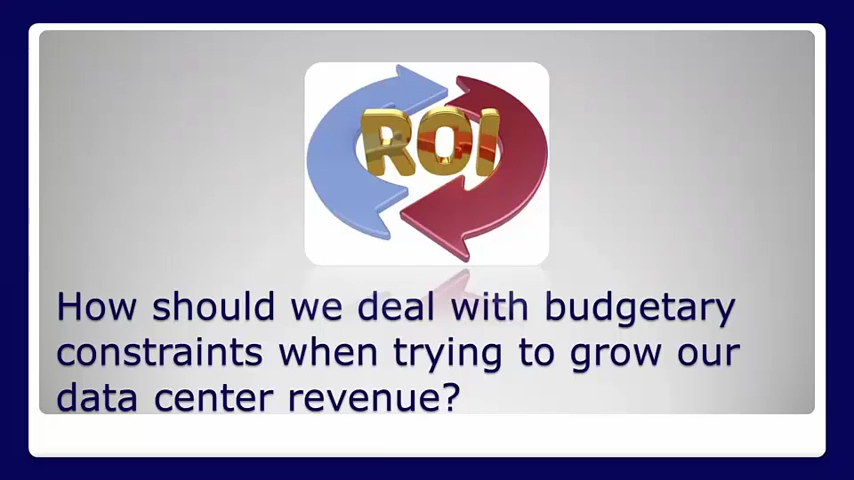 ROI
How should we deal with budgetary
constraints when trying to grow our
data center revenue?